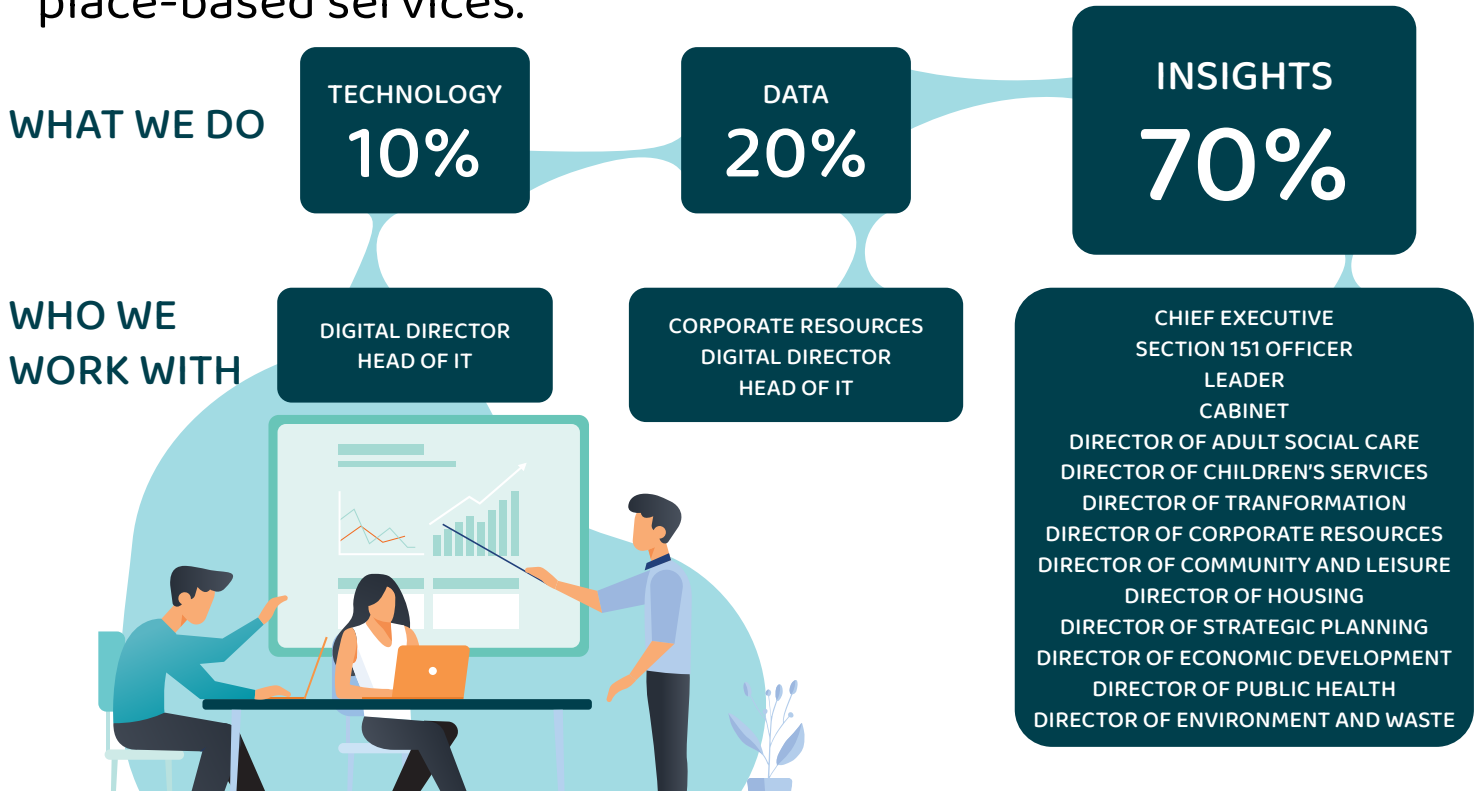 place-based services.
WHAT WE DO
TECHNOLOGY
10%
DATA
20%
INSIGHTS
70%
WHO WE
WORK WITH
DIGITAL DIRECTOR
HEAD OF IT
CORPORATE RESOURCES
DIGITAL DIRECTOR
HEAD OF IT
CHIEF EXECUTIVE
SECTION 151 OFFICER
LEADER
CABINET
DIRECTOR OF ADULT SOCIAL CARE
DIRECTOR OF CHILDREN'S SERVICES
DIRECTOR OF TRANFORMATION
DIRECTOR OF CORPORATE RESOURCES
DIRECTOR OF COMMUNITY AND LEISURE
DIRECTOR OF HOUSING
DIRECTOR OF STRATEGIC PLANNING
DIRECTOR OF ECONOMIC DEVELOPMENT
DIRECTOR OF PUBLIC HEALTH
DIRECTOR OF ENVIRONMENT AND WASTE